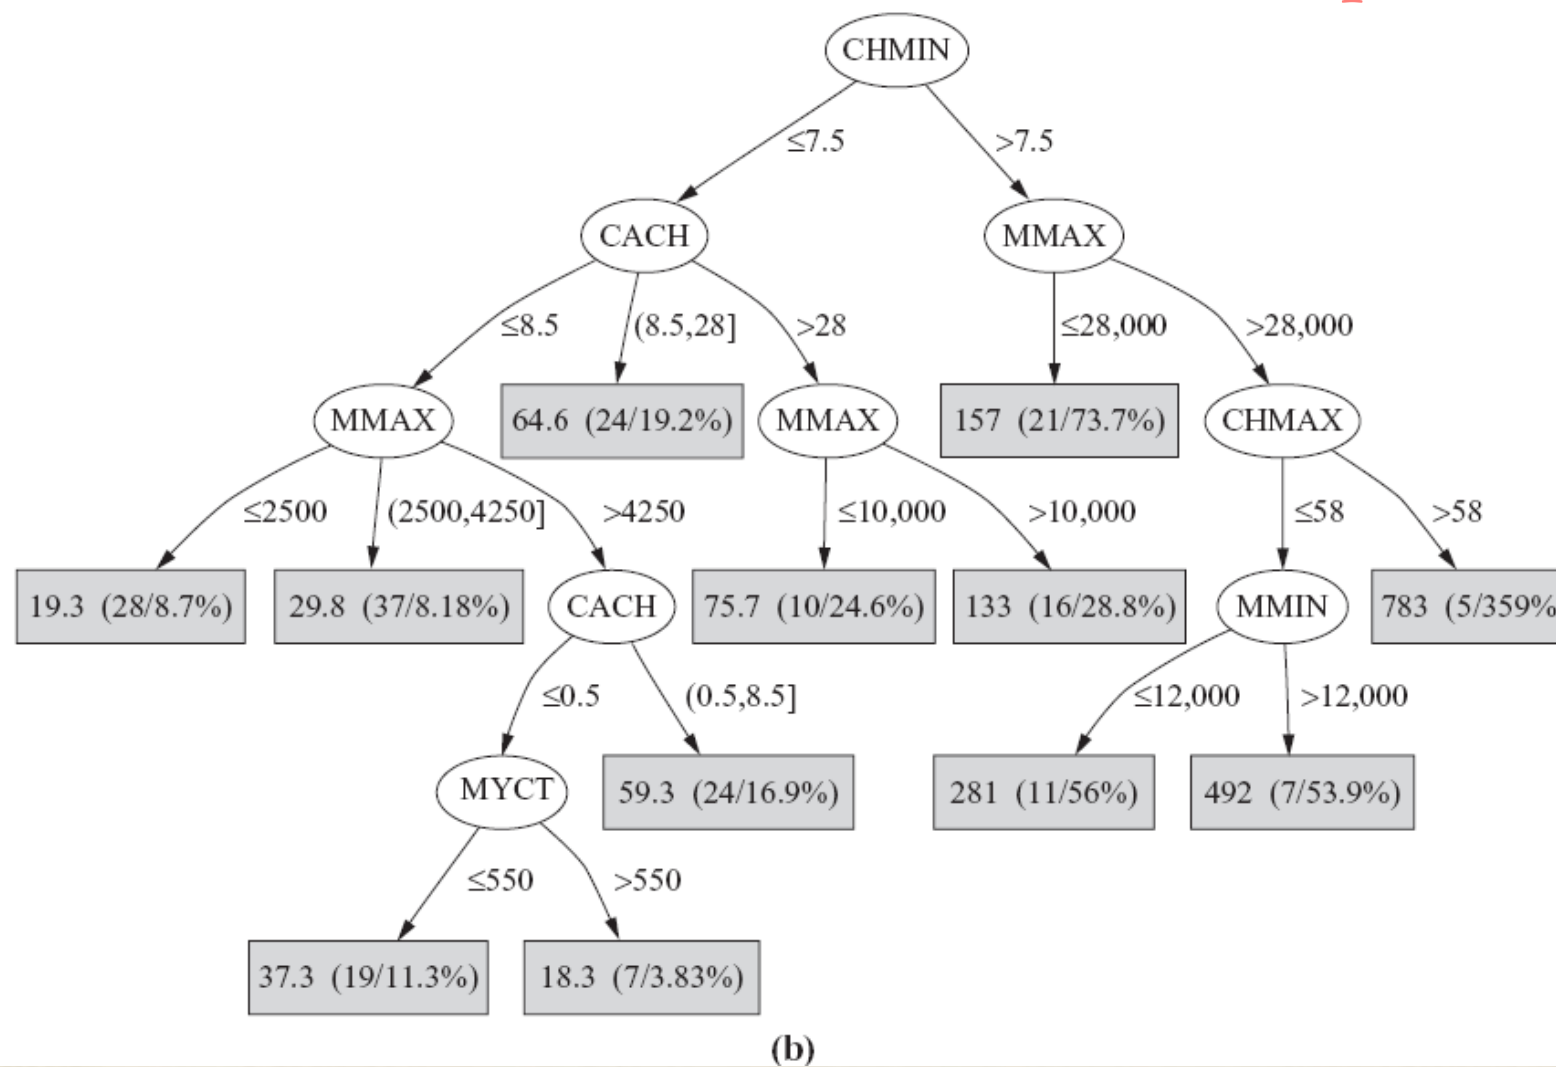 CHMIN
≤7.5 >7.5
CACH MMAX
≤8.5 (8.5,28] >28 ≤28,000 >28,000
MMAX 64.6 (24/19.2%) MMAX 157 (21/73.7%) CHMAX
≤2500 (2500,4250] >4250 ≤10,000 >10,000 ≤58 >58
19.3 (28/8.7%) 29.8 (37/8.18%) CACH 75.7 (10/24.6%) 133 (16/28.8%) MMIN 783 (5/359%
≤0.5 (0.5,8.5] ≤12,000 >12,000
MYCT 59.3 (24/16.9%) 281 (11/56%) 492 (7/53.9%)
≤550 >550
37.3 (19/11.3%) 18.3 (7/3.83%)
(b)